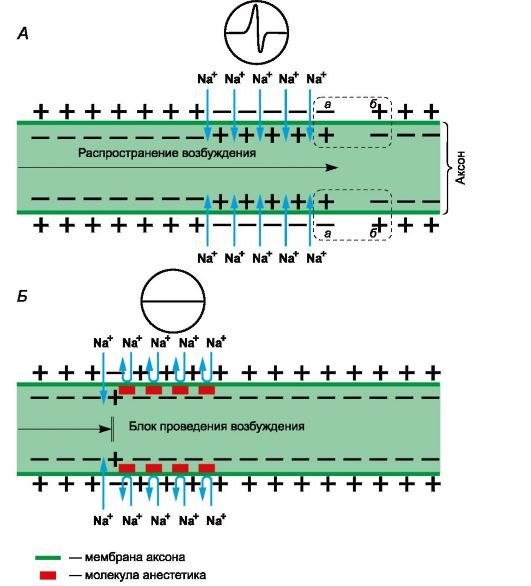 А
Na⁺ Na⁺ Na⁺ Na⁺ Na⁺
+ + + + + + + − − − − − + + +
а б
− − − − − − − + + + + + − − −
Распространение возбуждения
Аксон
− − − − − − − + + + + + − − −
+ + + + + + + − − − − − + + +
а б
Na⁺ Na⁺ Na⁺ Na⁺ Na⁺
Б
Na⁺ Na⁺ Na⁺ Na⁺ Na⁺
Блок проведения возбуждения
Na⁺ Na⁺ Na⁺ Na⁺ Na⁺
— мембрана аксона
— молекула анестетика